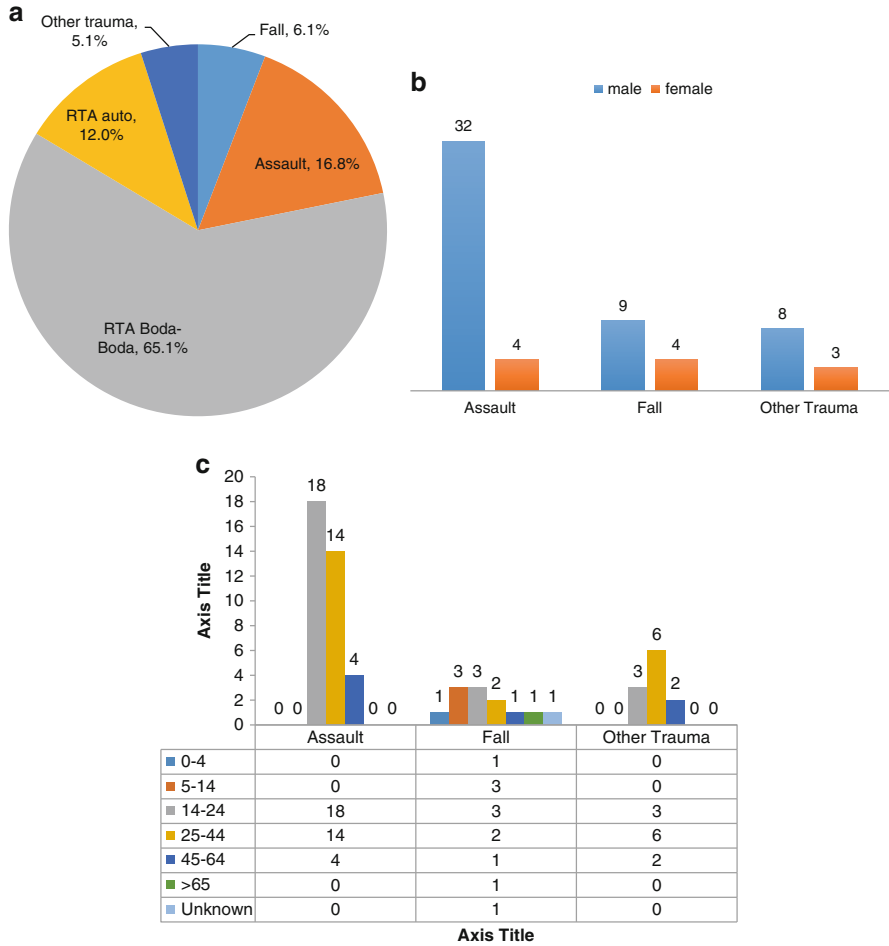 a
Other trauma,
5.1%
Fall, 6.1%
RTA auto,
12.0%
Assault, 16.8%
RTA Boda-
Boda, 65.1%
b
male female
32
4
9
4
8
3
Assault Fall Other Trauma
c
Axis Title
20
18
16
14
12
10
8
6
4
2
0
0 0 18 14 4 0 0
1 3 3 2 1 1 1
0 0 3 6 2 0 0
Assault Fall Other Trauma
0-4 0 1 0
5-14 0 3 0
14-24 18 3 3
25-44 14 2 6
45-64 4 1 2
>65 0 1 0
Unknown 0 1 0
Axis Title